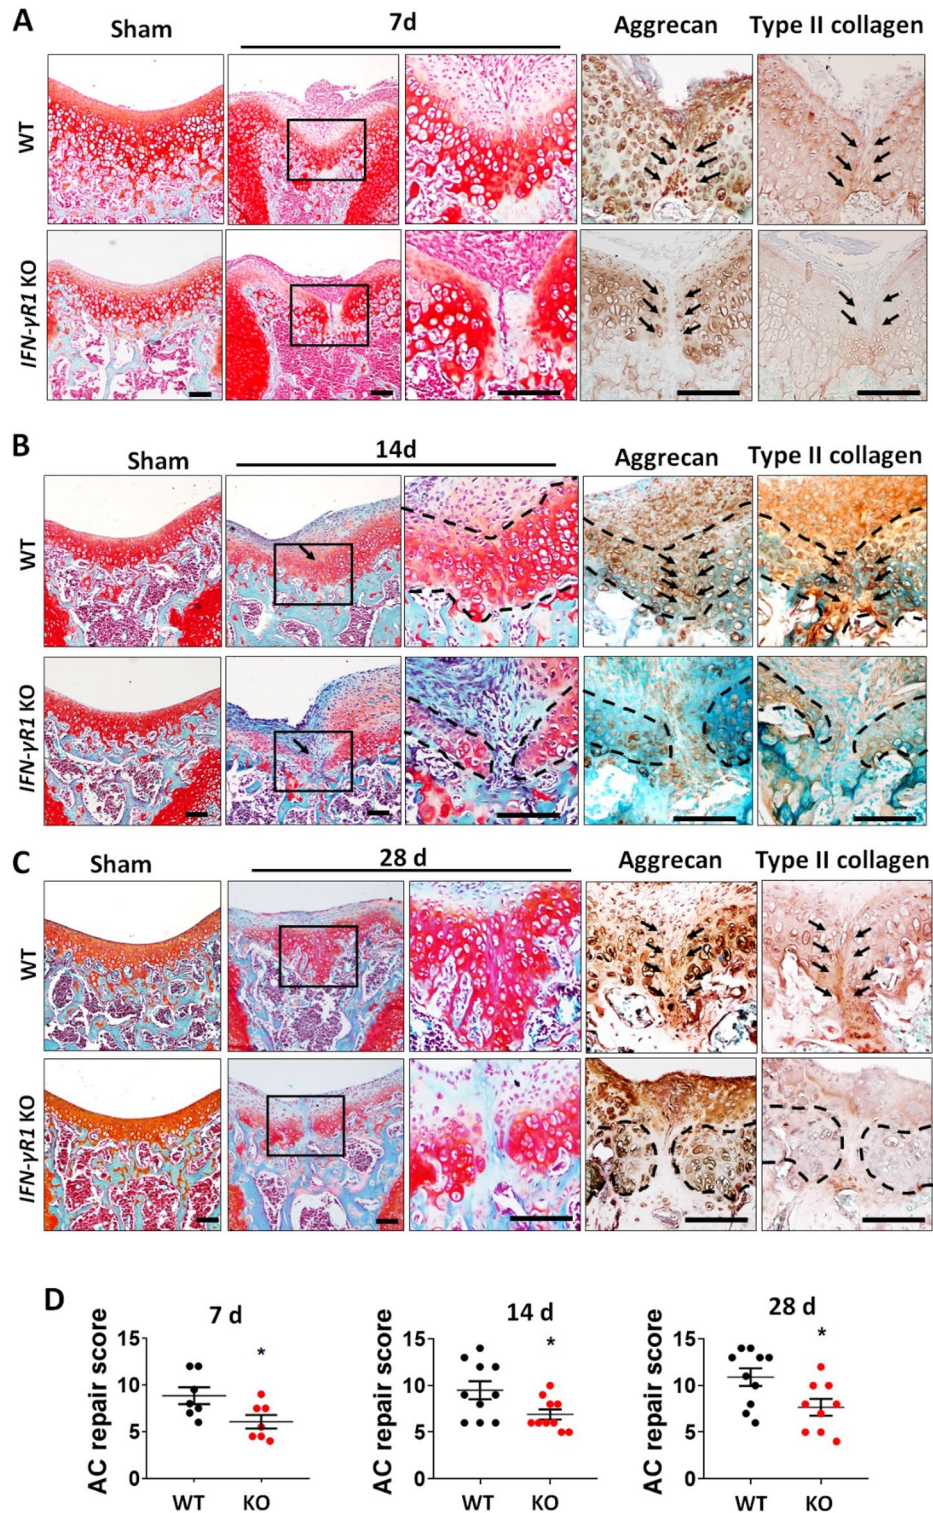 A
Sham
7d
Aggrecan
Type II collagen
WT
IFN-γR1 KO
B
Sham
14d
Aggrecan
Type II collagen
WT
IFN-γR1 KO
C
Sham
28 d
Aggrecan
Type II collagen
WT
IFN-γR1 KO
D
7 d
AC repair score
15
*
10
5
0
WT KO
14 d
AC repair score
15
*
10
5
0
WT KO
28 d
AC repair score
15
*
10
5
0
WT KO